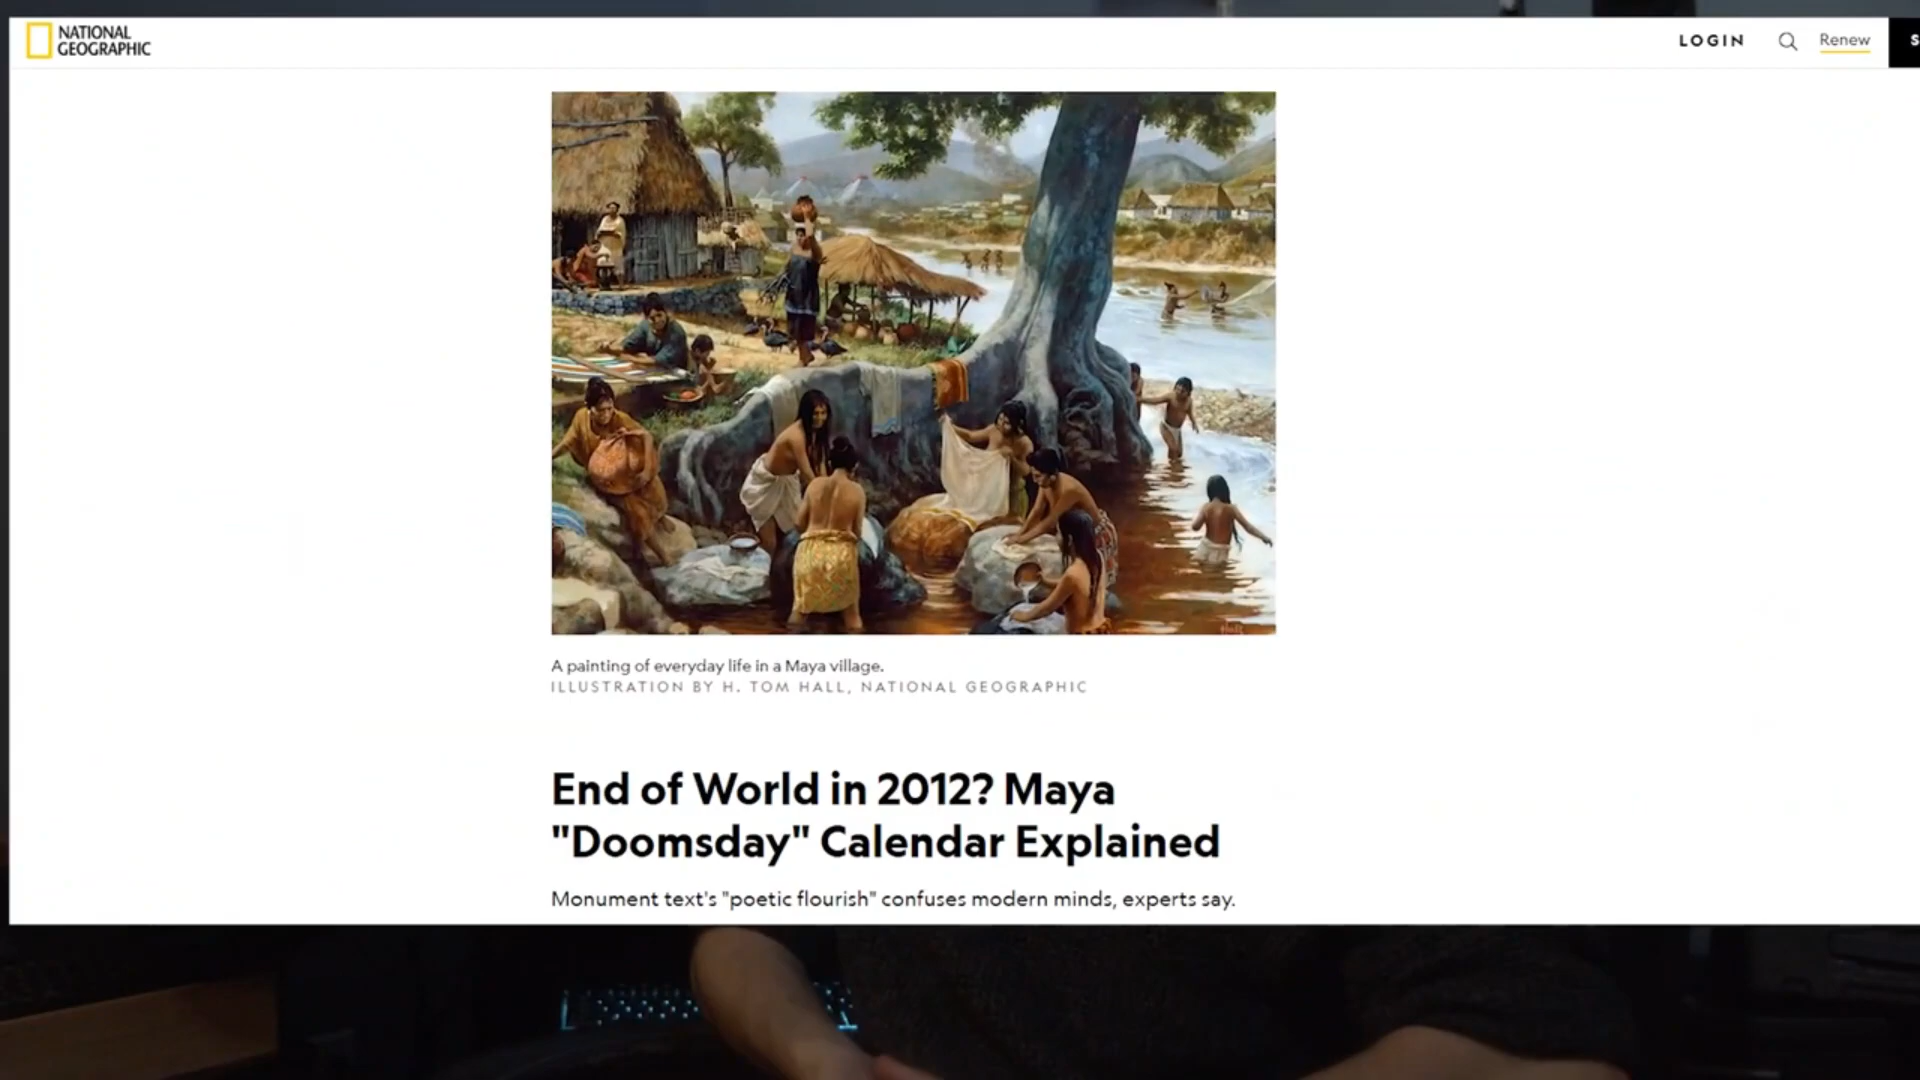 NATIONAL
GEOGRAPHIC
LOGIN
Renew
S
A painting of everyday life in a Maya village.
ILLUSTRATION BY H. TOM HALL, NATIONAL GEOGRAPHIC
End of World in 2012? Maya
"Doomsday" Calendar Explained
Monument text's "poetic flourish" confuses modern minds, experts say.